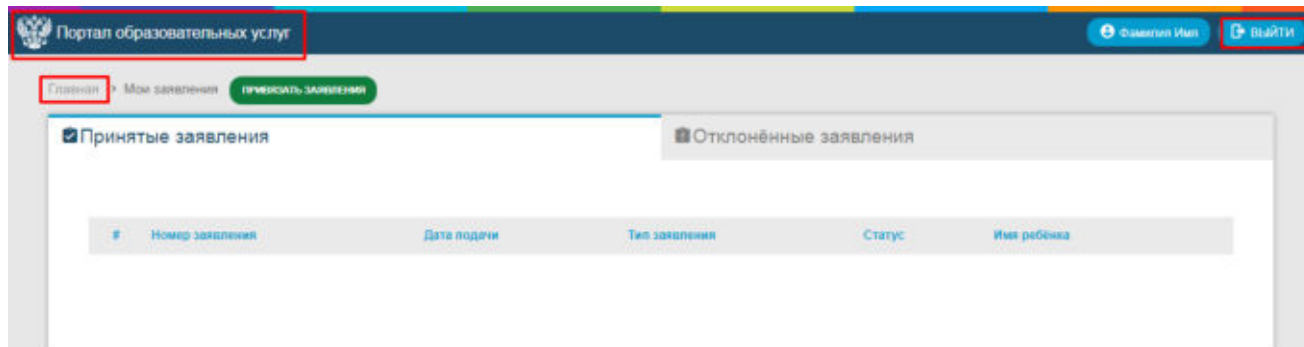 Портал образовательных услуг
Фамилия Имя
ВЫЙТИ
Главная > Мои заявления ПРИВЯЗАТЬ ЗАЯВЛЕНИЯ
Принятые заявления
Отклонённые заявления
# Номер заявления Дата подачи Тип заявления Статус Имя ребёнка